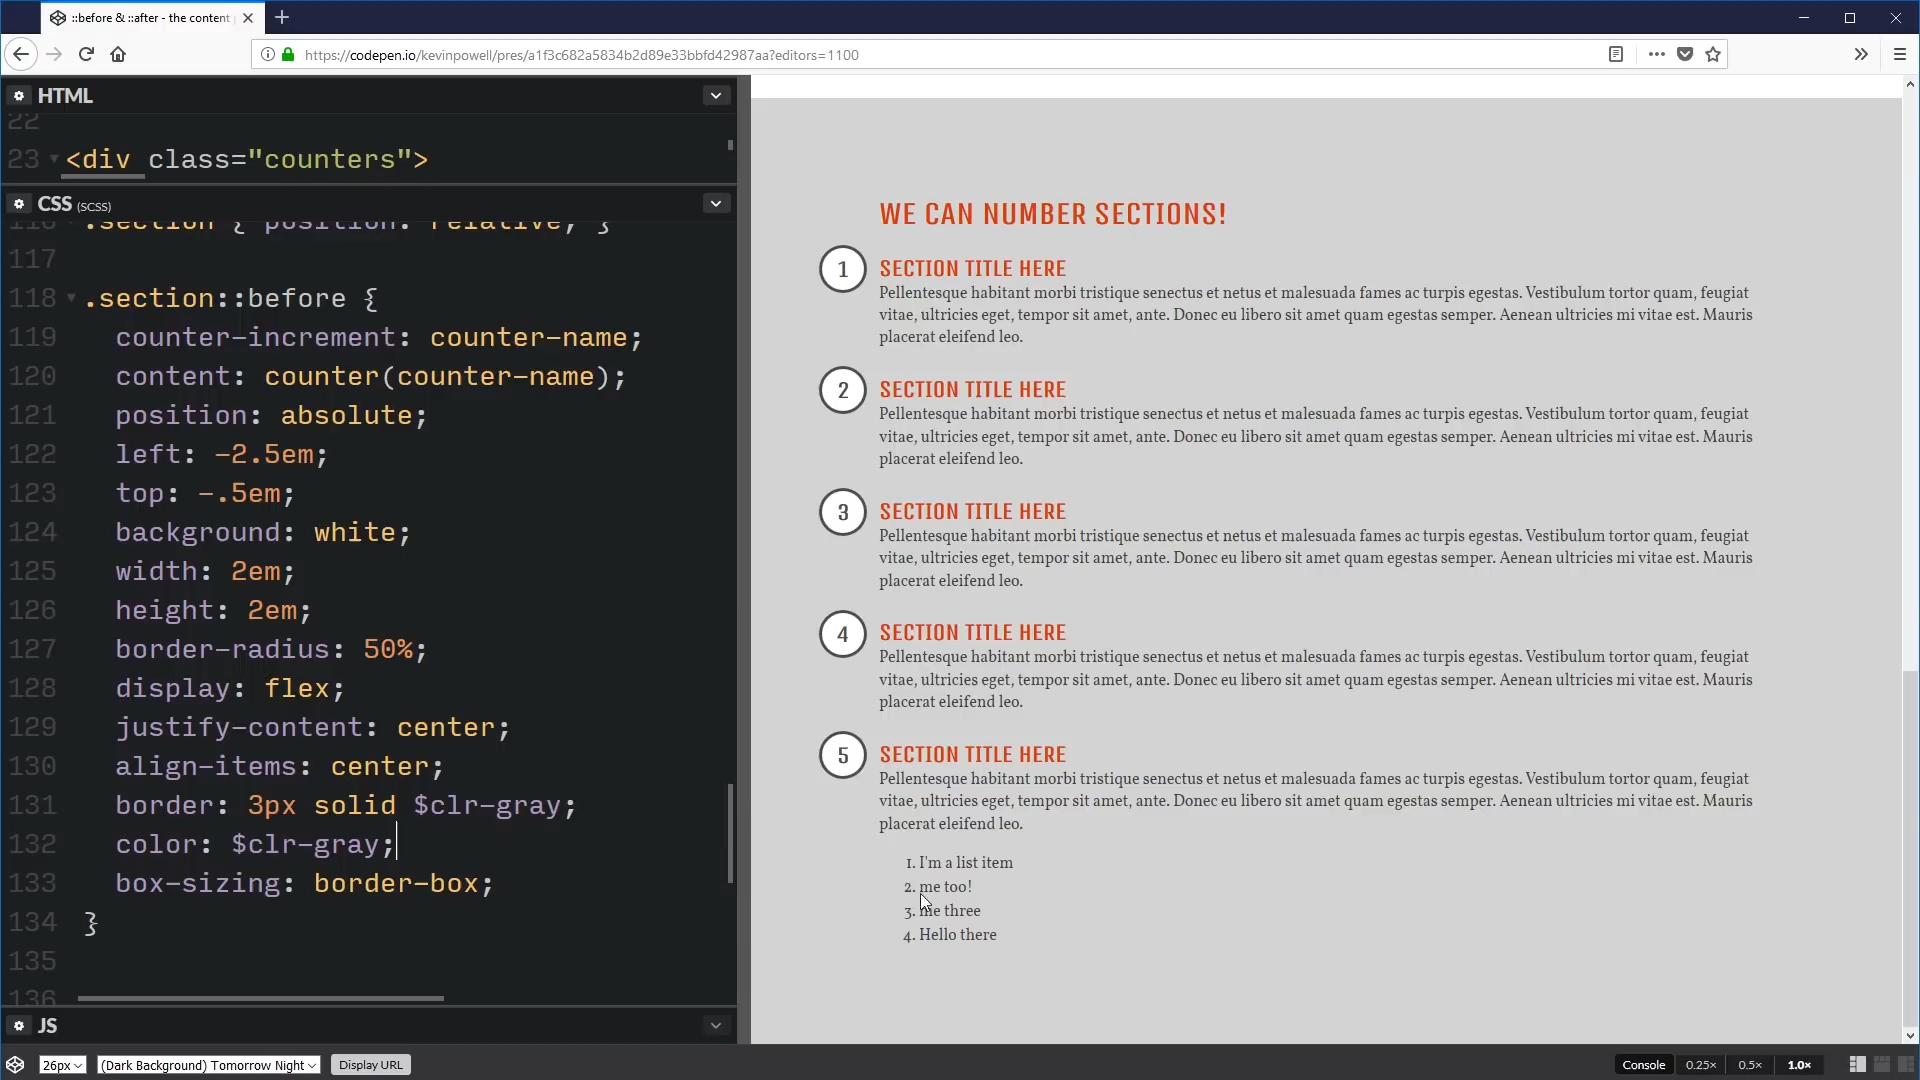 ::before & ::after - the content
https://codepen.io/kevinpowell/pres/a1f3c682a5834b2d89e33bbfd42987aa?editors=1100
HTML
22
23 <div class="counters">
CSS (SCSS)
116 .section { position: relative; }
117
118 .section::before {
119 counter-increment: counter-name;
120 content: counter(counter-name);
121 position: absolute;
122 left: -2.5em;
123 top: -.5em;
124 background: white;
125 width: 2em;
126 height: 2em;
127 border-radius: 50%;
128 display: flex;
129 justify-content: center;
130 align-items: center;
131 border: 3px solid $clr-gray;
132 color: $clr-gray;
133 box-sizing: border-box;
134 }
135
136
JS
WE CAN NUMBER SECTIONS!
1 SECTION TITLE HERE
Pellentesque habitant morbi tristique senectus et netus et malesuada fames ac turpis egestas. Vestibulum tortor quam, feugiat
vitae, ultricies eget, tempor sit amet, ante. Donec eu libero sit amet quam egestas semper. Aenean ultricies mi vitae est. Mauris
placerat eleifend leo.
2 SECTION TITLE HERE
Pellentesque habitant morbi tristique senectus et netus et malesuada fames ac turpis egestas. Vestibulum tortor quam, feugiat
vitae, ultricies eget, tempor sit amet, ante. Donec eu libero sit amet quam egestas semper. Aenean ultricies mi vitae est. Mauris
placerat eleifend leo.
3 SECTION TITLE HERE
Pellentesque habitant morbi tristique senectus et netus et malesuada fames ac turpis egestas. Vestibulum tortor quam, feugiat
vitae, ultricies eget, tempor sit amet, ante. Donec eu libero sit amet quam egestas semper. Aenean ultricies mi vitae est. Mauris
placerat eleifend leo.
4 SECTION TITLE HERE
Pellentesque habitant morbi tristique senectus et netus et malesuada fames ac turpis egestas. Vestibulum tortor quam, feugiat
vitae, ultricies eget, tempor sit amet, ante. Donec eu libero sit amet quam egestas semper. Aenean ultricies mi vitae est. Mauris
placerat eleifend leo.
5 SECTION TITLE HERE
Pellentesque habitant morbi tristique senectus et netus et malesuada fames ac turpis egestas. Vestibulum tortor quam, feugiat
vitae, ultricies eget, tempor sit amet, ante. Donec eu libero sit amet quam egestas semper. Aenean ultricies mi vitae est. Mauris
placerat eleifend leo.
1. I'm a list item
2. me too!
3. me three
4. Hello there
26px (Dark Background) Tomorrow Night Display URL Console 0.25× 0.5× 1.0×